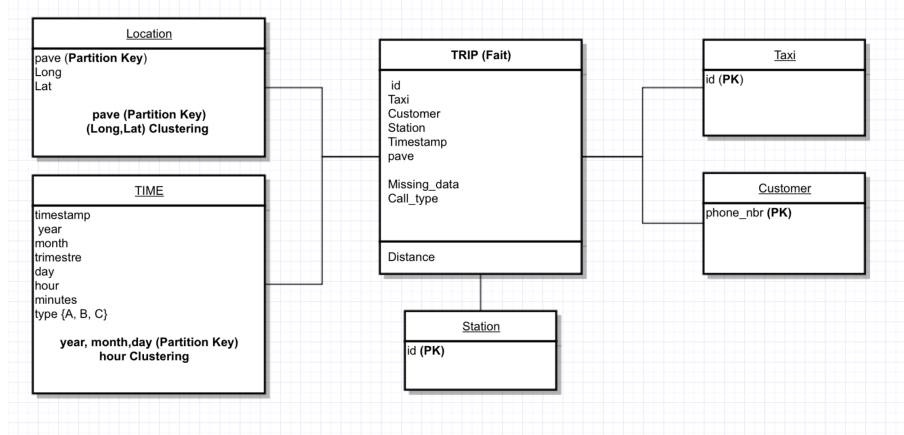 Location
pave (Partition Key)
Long
Lat
pave (Partition Key)
(Long,Lat) Clustering
TIME
timestamp
year
month
trimestre
day
hour
minutes
type {A, B, C}
year, month,day (Partition Key)
hour Clustering
TRIP (Fait)
id
Taxi
Customer
Station
Timestamp
pave
Missing_data
Call_type
Distance
Station
id (PK)
Taxi
id (PK)
Customer
phone_nbr (PK)